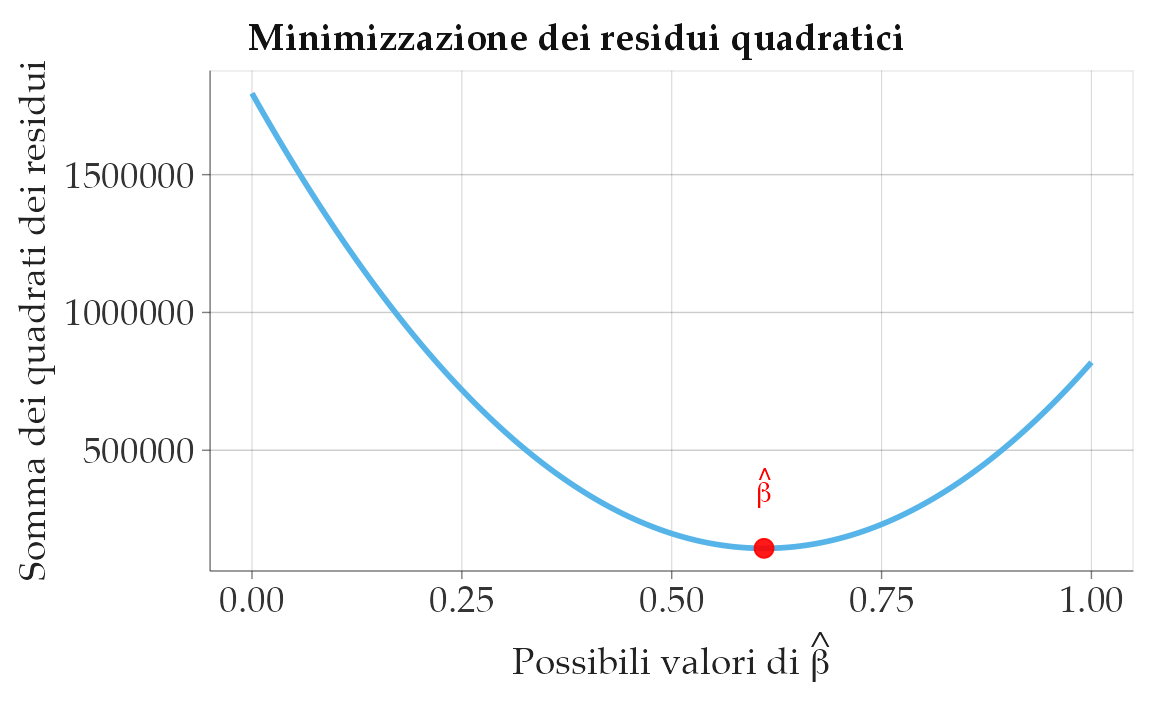 Minimizzazione dei residui quadratici
Somma dei quadrati dei residui
1500000
1000000
500000
β̂
0.00 0.25 0.50 0.75 1.00
Possibili valori di β̂